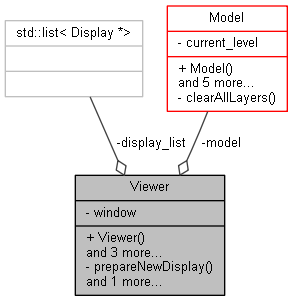 std::list< Display *>
Model
- current_level
+ Model()
and 5 more...
- clearAllLayers()
-display_list
-model
Viewer
- window
+ Viewer()
and 3 more...
- prepareNewDisplay()
and 1 more...